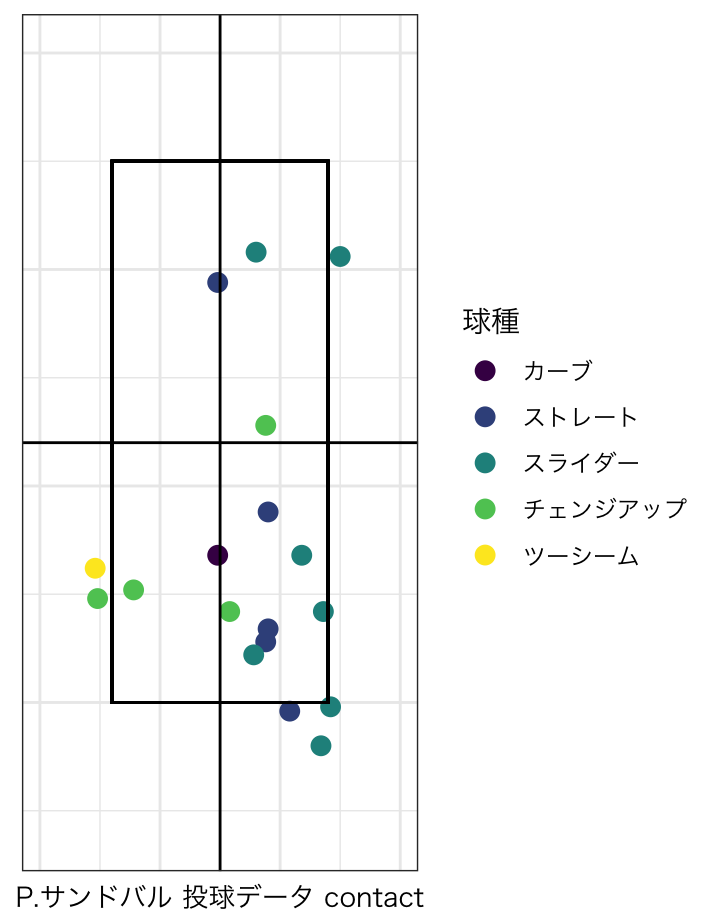 球種
カーブ
ストレート
スライダー
チェンジアップ
ツーシーム
P.サンドバル 投球データ contact